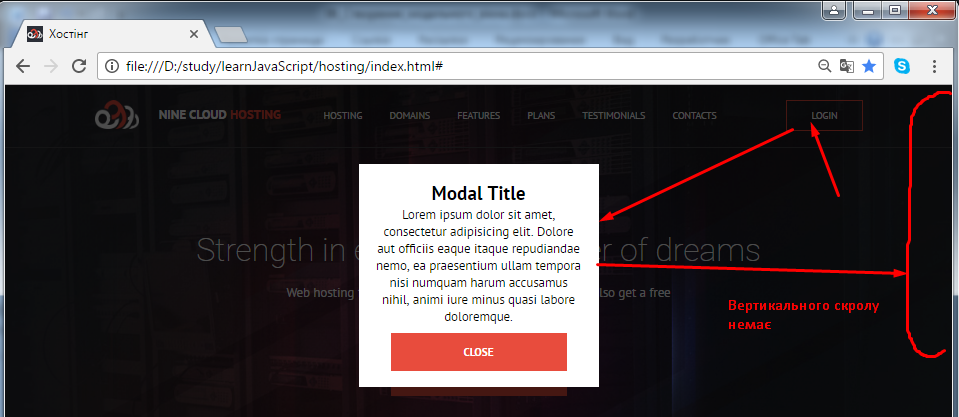 Хостінг
file:///D:/study/learnJavaScript/hosting/index.html#
NINE CLOUD HOSTING HOSTING DOMAINS FEATURES PLANS TESTIMONIALS CONTACTS LOGIN
Modal Title
Lorem ipsum dolor sit amet,
consectetur adipisicing elit. Dolore
aut officiis eaque itaque repudiandae
nemo, ea praesentium ullam tempora
nisi numquam harum accusamus
nihil, animi iure minus quasi labore
doloremque.
CLOSE
Strength in e er of dreams
Web hosting lso get a free
Вертикального скролу
немає